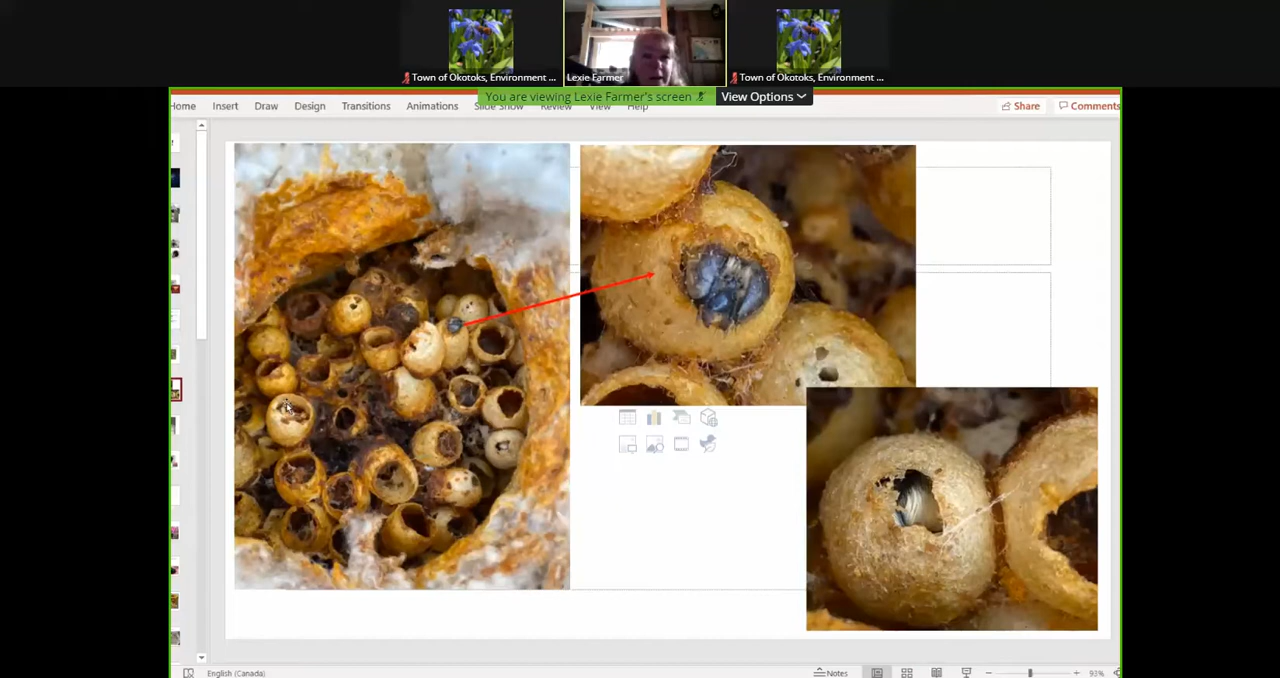 Town of Okotoks, Environment ...
Lexie Farmer
Town of Okotoks, Environment ...
You are viewing Lexie Farmer's screen
View Options
Home
Insert
Draw
Design
Transitions
Animations
Slide Show
Review
View
Help
Share
Comments
English (Canada)
Notes
93%